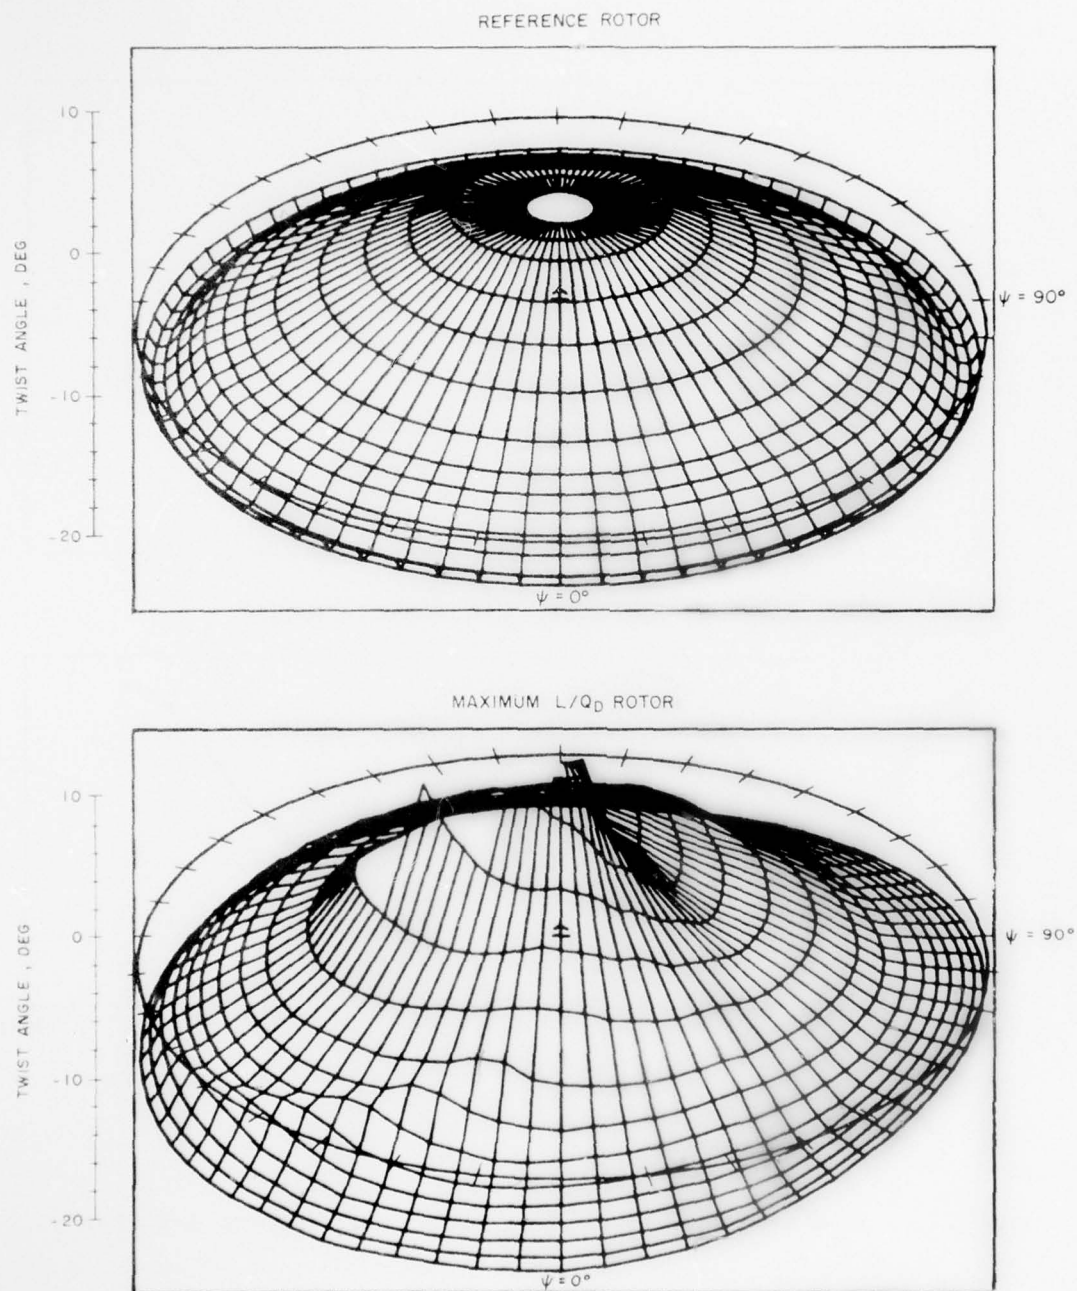 REFERENCE ROTOR
10
0
-10
-20
TWIST ANGLE, DEG
ψ = 90°
ψ = 0°
MAXIMUM L/Q_D ROTOR
10
0
-10
-20
TWIST ANGLE, DEG
ψ = 90°
ψ = 0°